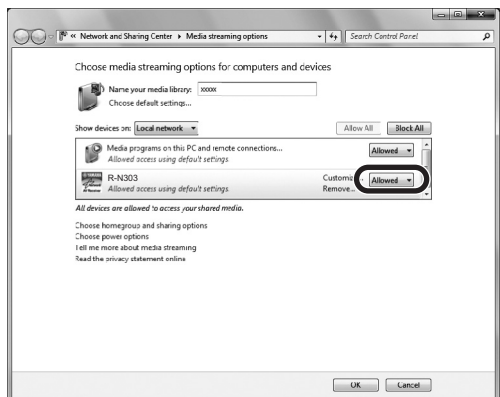 « Network and Sharing Center ▸ Media streaming options
Search Control Panel
Choose media streaming options for computers and devices
Name your media library: xxxxx
Choose default settings...
Show devices on: Local network
Allow All Block All
Media programs on this PC and remote connections...
Allowed access using default settings
Allowed
R-N303
Allowed access using default settings
Customize...
Remove...
Allowed
All devices are allowed to access your shared media.
Choose homegroup and sharing options
Choose power options
Tell me more about media streaming
Read the privacy statement online
OK Cancel